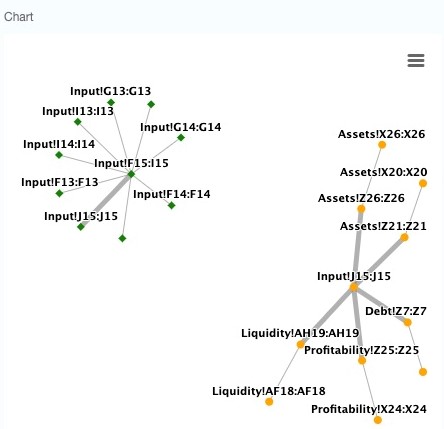 Chart
Input!G13:G13
Input!I13:I13
Input!G14:G14
Assets!X26:X26
Input!I14:I14
Input!F15:I15
Assets!X20:X20
Input!F13:F13
Input!F14:F14
Assets!Z26:Z26
Input!J15:J15
Assets!Z21:Z21
Input!J15:J15
Debt!Z7:Z7
Liquidity!AH19:AH19
Profitability!Z25:Z25
Liquidity!AF18:AF18
Profitability!X24:X24